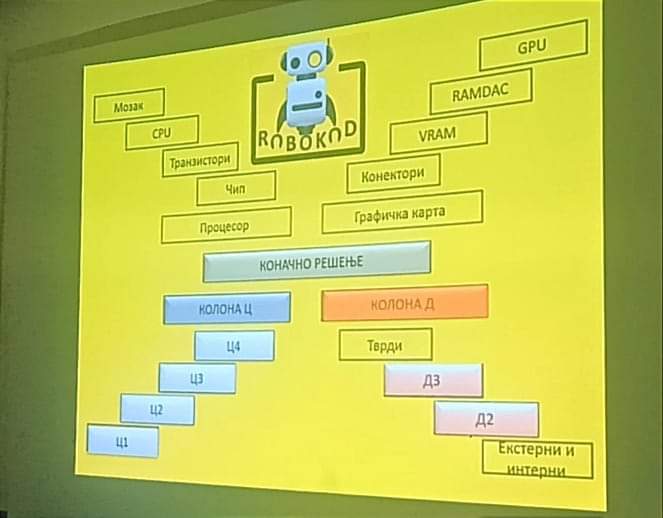 GPU
RAMDAC
Мозак
CPU
VRAM
ROBOKOD
Транзистори
Конектори
Чип
Графичка карта
Процесор
КОНАЧНО РЕШЕЊЕ
КОЛОНА Ц
КОЛОНА Д
Ц4
Тврди
Ц3
Д3
Ц2
Д2
Ц1
Екстерни и
интерни